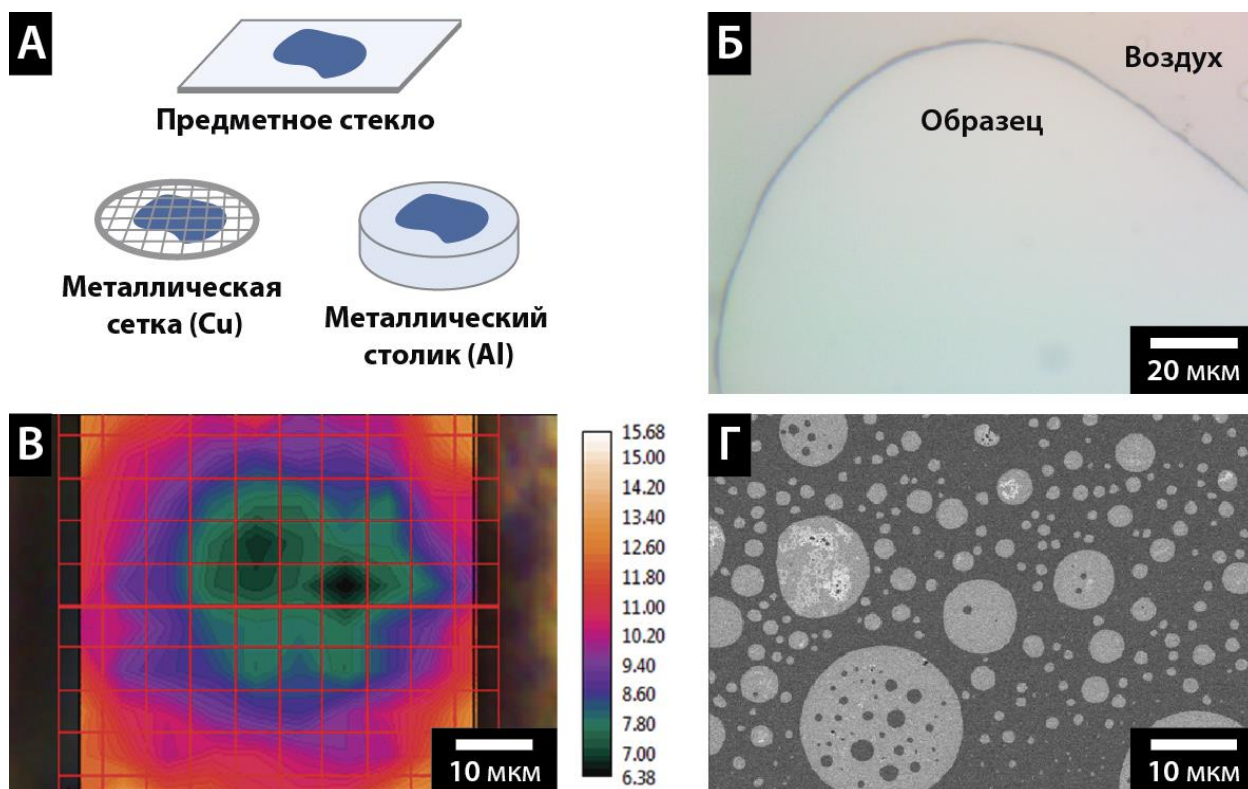 А
Предметное стекло
Металлическая
сетка (Cu)
Металлический
столик (Al)
Б
Воздух
Образец
20 мкм
В
15.68
15.00
14.20
13.40
12.60
11.80
11.00
10.20
9.40
8.60
7.80
7.00
6.38
10 мкм
Г
10 мкм